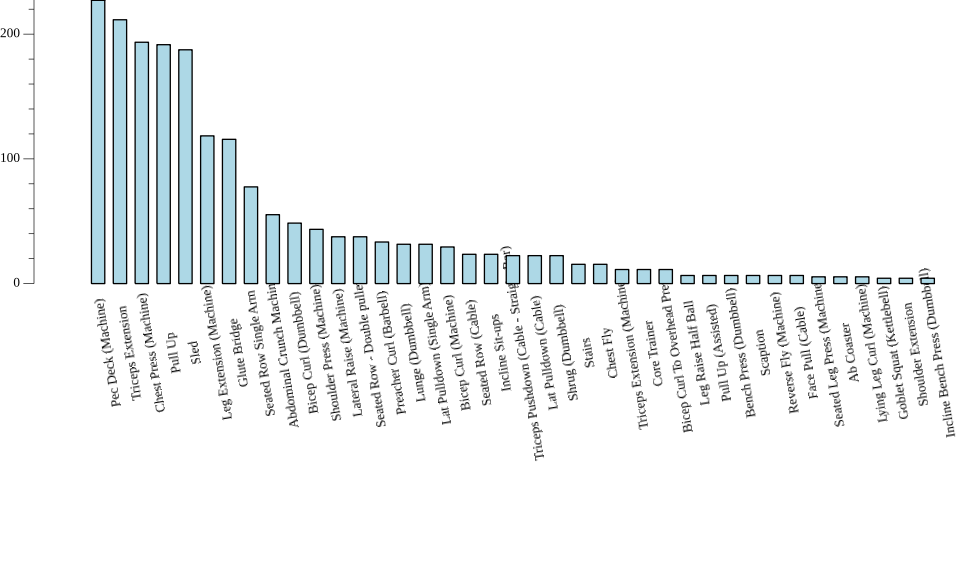 200
100
0
Pec Deck (Machine)
Triceps Extension
Chest Press (Machine)
Pull Up
Sled
Leg Extension (Machine)
Glute Bridge
Seated Row Single Arm
Abdominal Crunch Machin
Bicep Curl (Dumbbell)
Shoulder Press (Machine)
Lateral Raise (Machine)
Seated Row - Double pulle
Preacher Curl (Barbell)
Lunge (Dumbbell)
Lat Pulldown (Single Arm)
Bicep Curl (Machine)
Seated Row (Cable)
Incline Sit-ups
Triceps Pushdown (Cable - Straig Bar)
Lat Pulldown (Cable)
Shrug (Dumbbell)
Stairs
Chest Fly
Triceps Extension (Machine
Core Trainer
Bicep Curl To Overhead Pre
Leg Raise Half Ball
Pull Up (Assisted)
Bench Press (Dumbbell)
Scaption
Reverse Fly (Machine)
Face Pull (Cable)
Seated Leg Press (Machine
Ab Coaster
Lying Leg Curl (Machine)
Goblet Squat (Kettlebell)
Shoulder Extension
Incline Bench Press (Dumbbell)